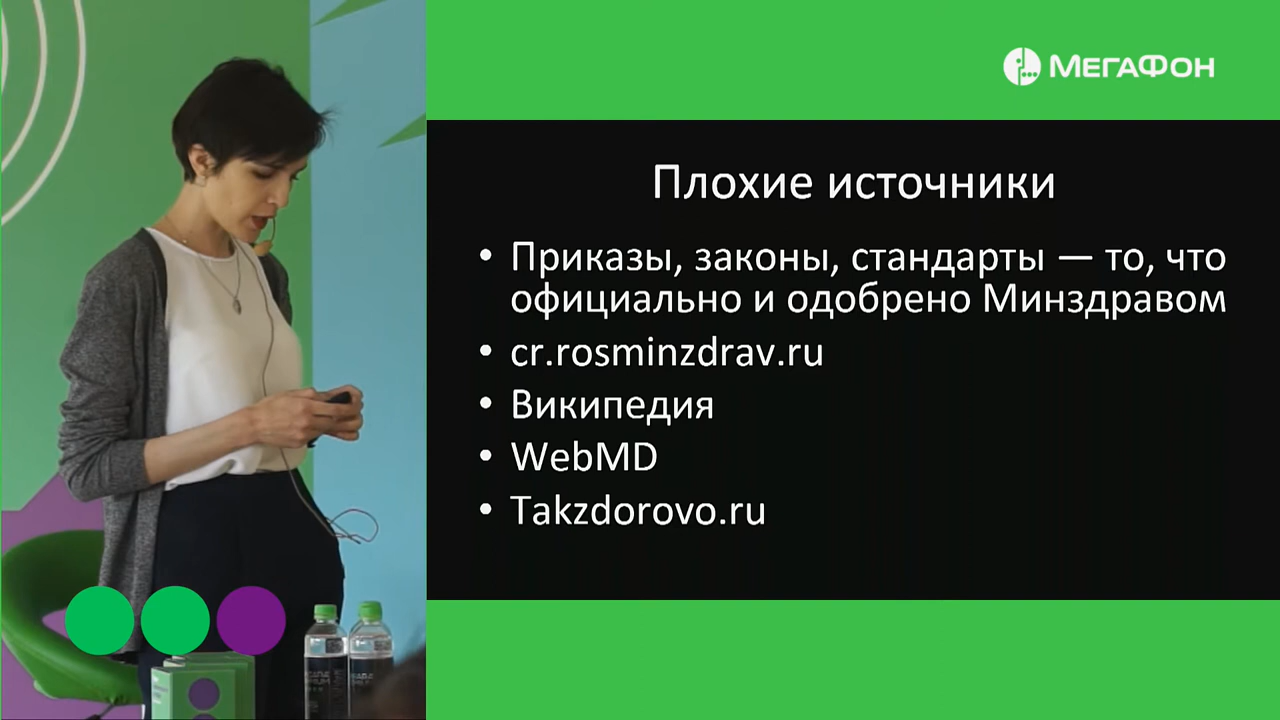 МЕГАФОН
Плохие источники
• Приказы, законы, стандарты — то, что
официально и одобрено Минздравом
• cr.rosminzdrav.ru
• Википедия
• WebMD
• Takzdorovo.ru